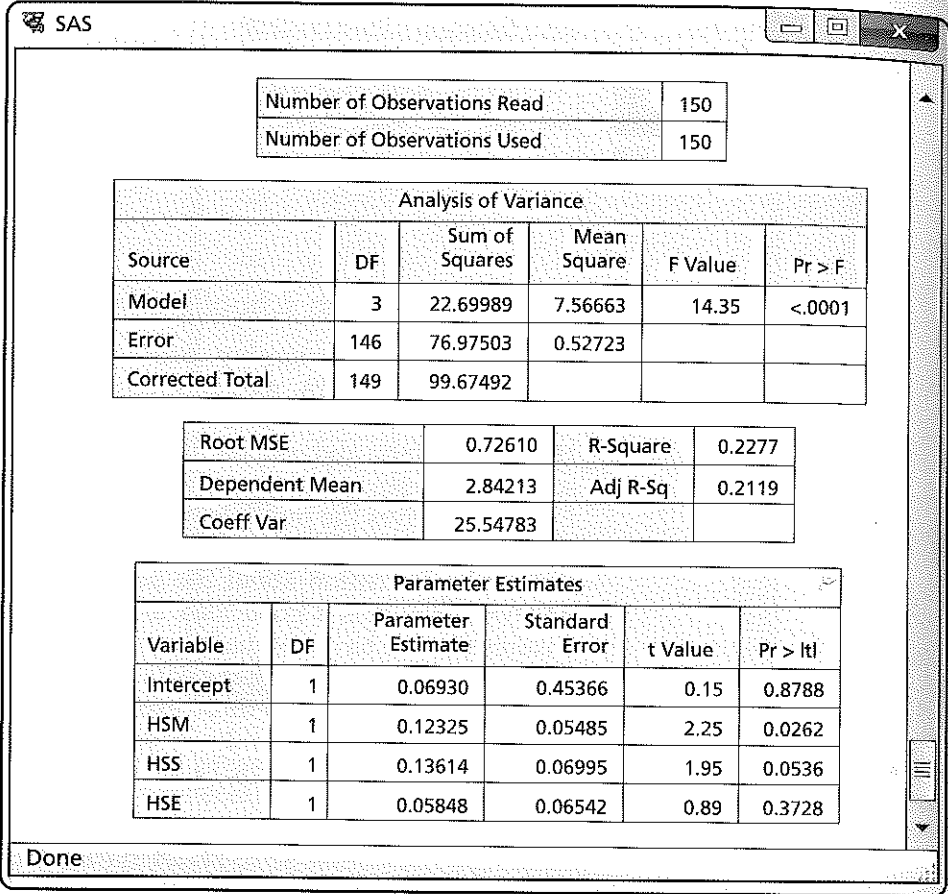 SAS
X
Number of Observations Read 150
Number of Observations Used 150
Analysis of Variance
Source DF Sum of Squares Mean Square F Value Pr > F
Model 3 22.69989 7.56663 14.35 <.0001
Error 146 76.97503 0.52723
Corrected Total 149 99.67492
Root MSE 0.72610 R-Square 0.2277
Dependent Mean 2.84213 Adj R-Sq 0.2119
Coeff Var 25.54783
Parameter Estimates
Variable DF Parameter Estimate Standard Error t Value Pr > ltl
Intercept 1 0.06930 0.45366 0.15 0.8788
HSM 1 0.12325 0.05485 2.25 0.0262
HSS 1 0.13614 0.06995 1.95 0.0536
HSE 1 0.05848 0.06542 0.89 0.3728
Done